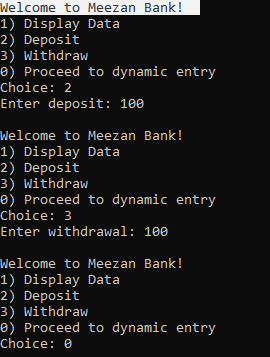 Welcome to Meezan Bank!
1) Display Data
2) Deposit
3) Withdraw
0) Proceed to dynamic entry
Choice: 2
Enter deposit: 100

Welcome to Meezan Bank!
1) Display Data
2) Deposit
3) Withdraw
0) Proceed to dynamic entry
Choice: 3
Enter withdrawal: 100

Welcome to Meezan Bank!
1) Display Data
2) Deposit
3) Withdraw
0) Proceed to dynamic entry
Choice: 0